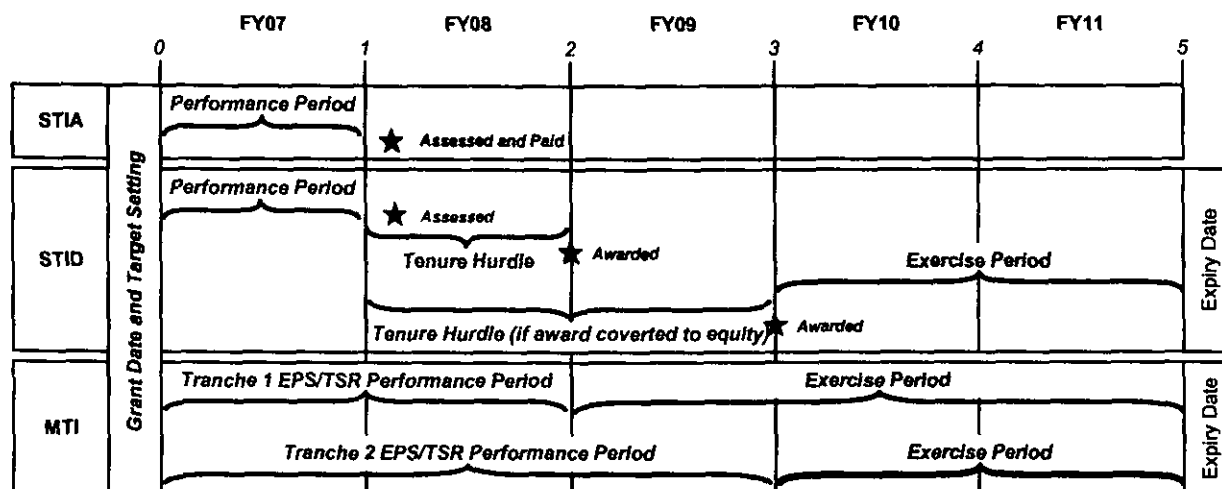 FY07 FY08 FY09 FY10 FY11
0 1 2 3 4 5
Grant Date and Target Setting
STIA
Performance Period
Assessed and Paid
STID
Performance Period
Assessed
Tenure Hurdle
Awarded
Exercise Period
Tenure Hurdle (if award coverted to equity)
Awarded
Expiry Date
MTI
Tranche 1 EPS/TSR Performance Period
Exercise Period
Tranche 2 EPS/TSR Performance Period
Exercise Period
Expiry Date